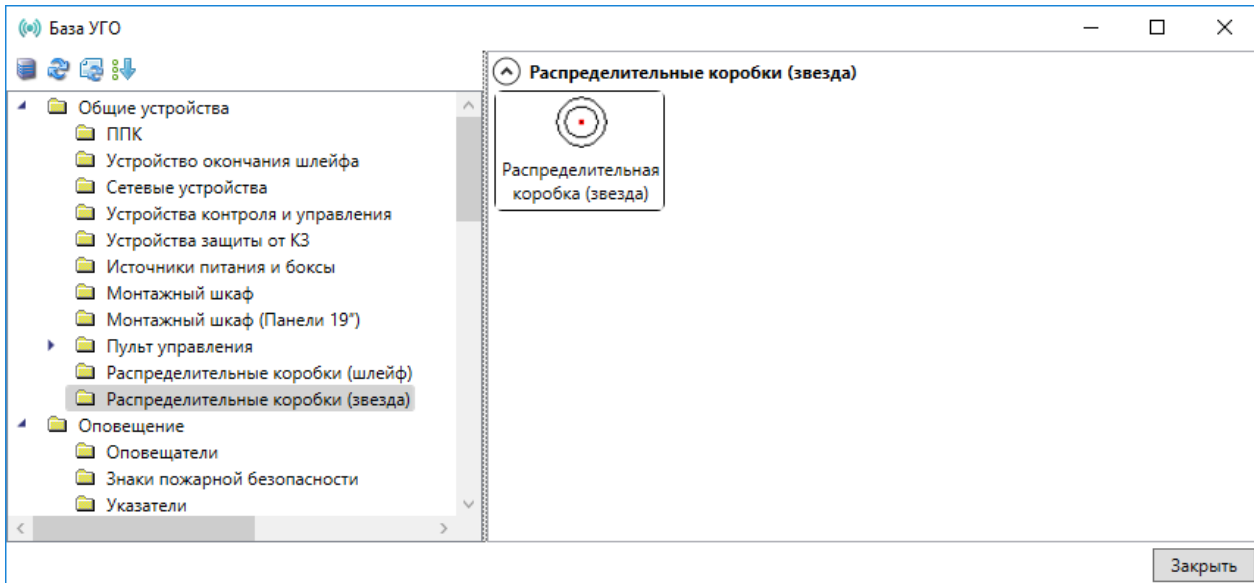 База УГО
Общие устройства
ППК
Устройство окончания шлейфа
Сетевые устройства
Устройства контроля и управления
Устройства защиты от КЗ
Источники питания и боксы
Монтажный шкаф
Монтажный шкаф (Панели 19")
Пульт управления
Распределительные коробки (шлейф)
Распределительные коробки (звезда)
Оповещение
Оповещатели
Знаки пожарной безопасности
Указатели
Распределительные коробки (звезда)
Распределительная
коробка (звезда)
Закрыть